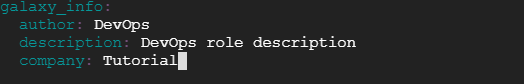 galaxy_info:
  author: DevOps
  description: DevOps role description
  company: Tutorial